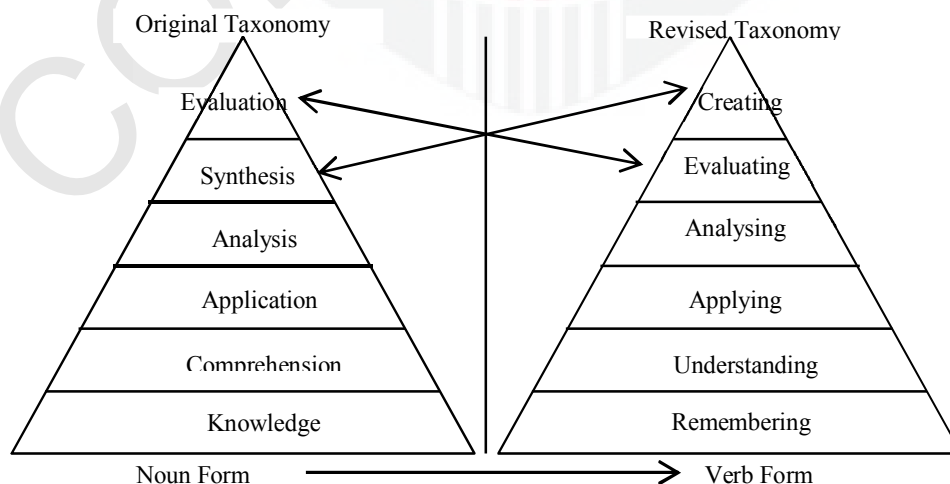 Original Taxonomy
Evaluation
Synthesis
Analysis
Application
Comprehension
Knowledge
Noun Form
Revised Taxonomy
Creating
Evaluating
Analysing
Applying
Understanding
Remembering
Verb Form